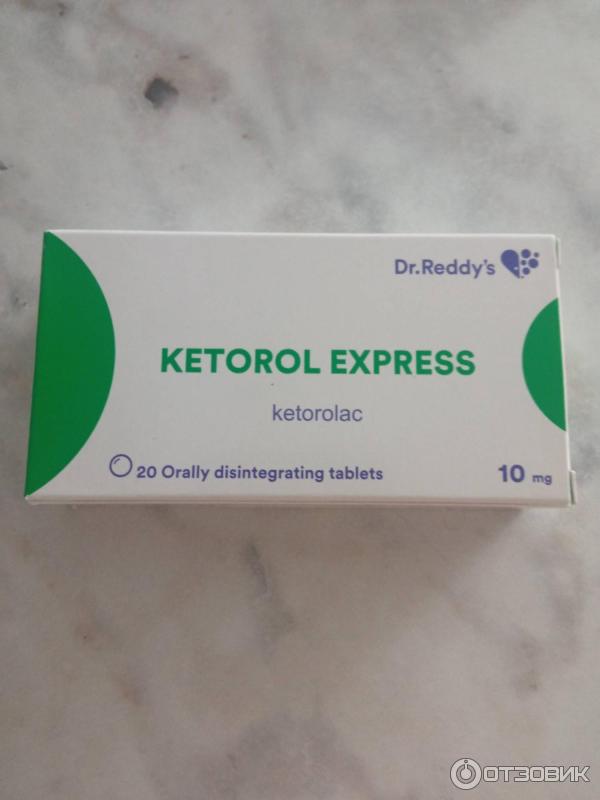 Dr.Reddy's
KETOROL EXPRESS
ketorolac
20 Orally disintegrating tablets
10 mg
ОТЗОВИК